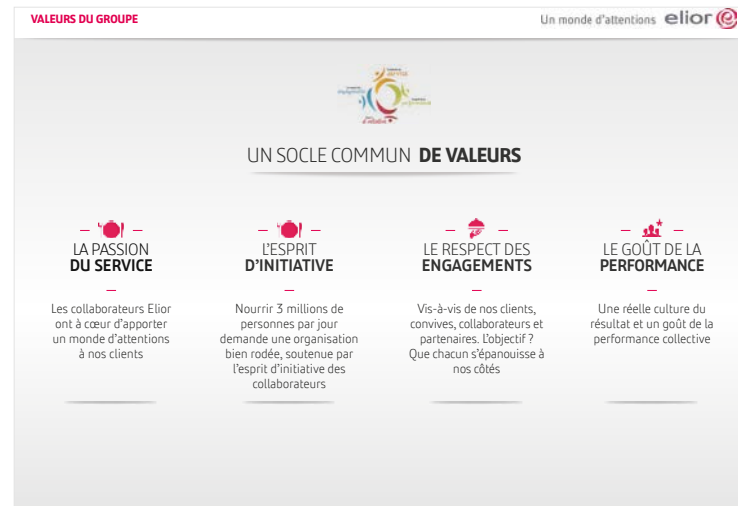 VALEURS DU GROUPE
Un monde d'attentions elior
UN SOCLE COMMUN DE VALEURS
LA PASSION
DU SERVICE
Les collaborateurs Elior
ont à cœur d'apporter
un monde d'attentions
à nos clients
L'ESPRIT
D'INITIATIVE
Nourrir 3 millions de
personnes par jour
demande une organisation
bien rodée, soutenue par
l'esprit d'initiative des
collaborateurs
LE RESPECT DES
ENGAGEMENTS
Vis-à-vis de nos clients,
convives, collaborateurs et
partenaires. L'objectif ?
Que chacun s'épanouisse à
nos côtés
LE GOÛT DE LA
PERFORMANCE
Une réelle culture du
résultat et un goût de la
performance collective